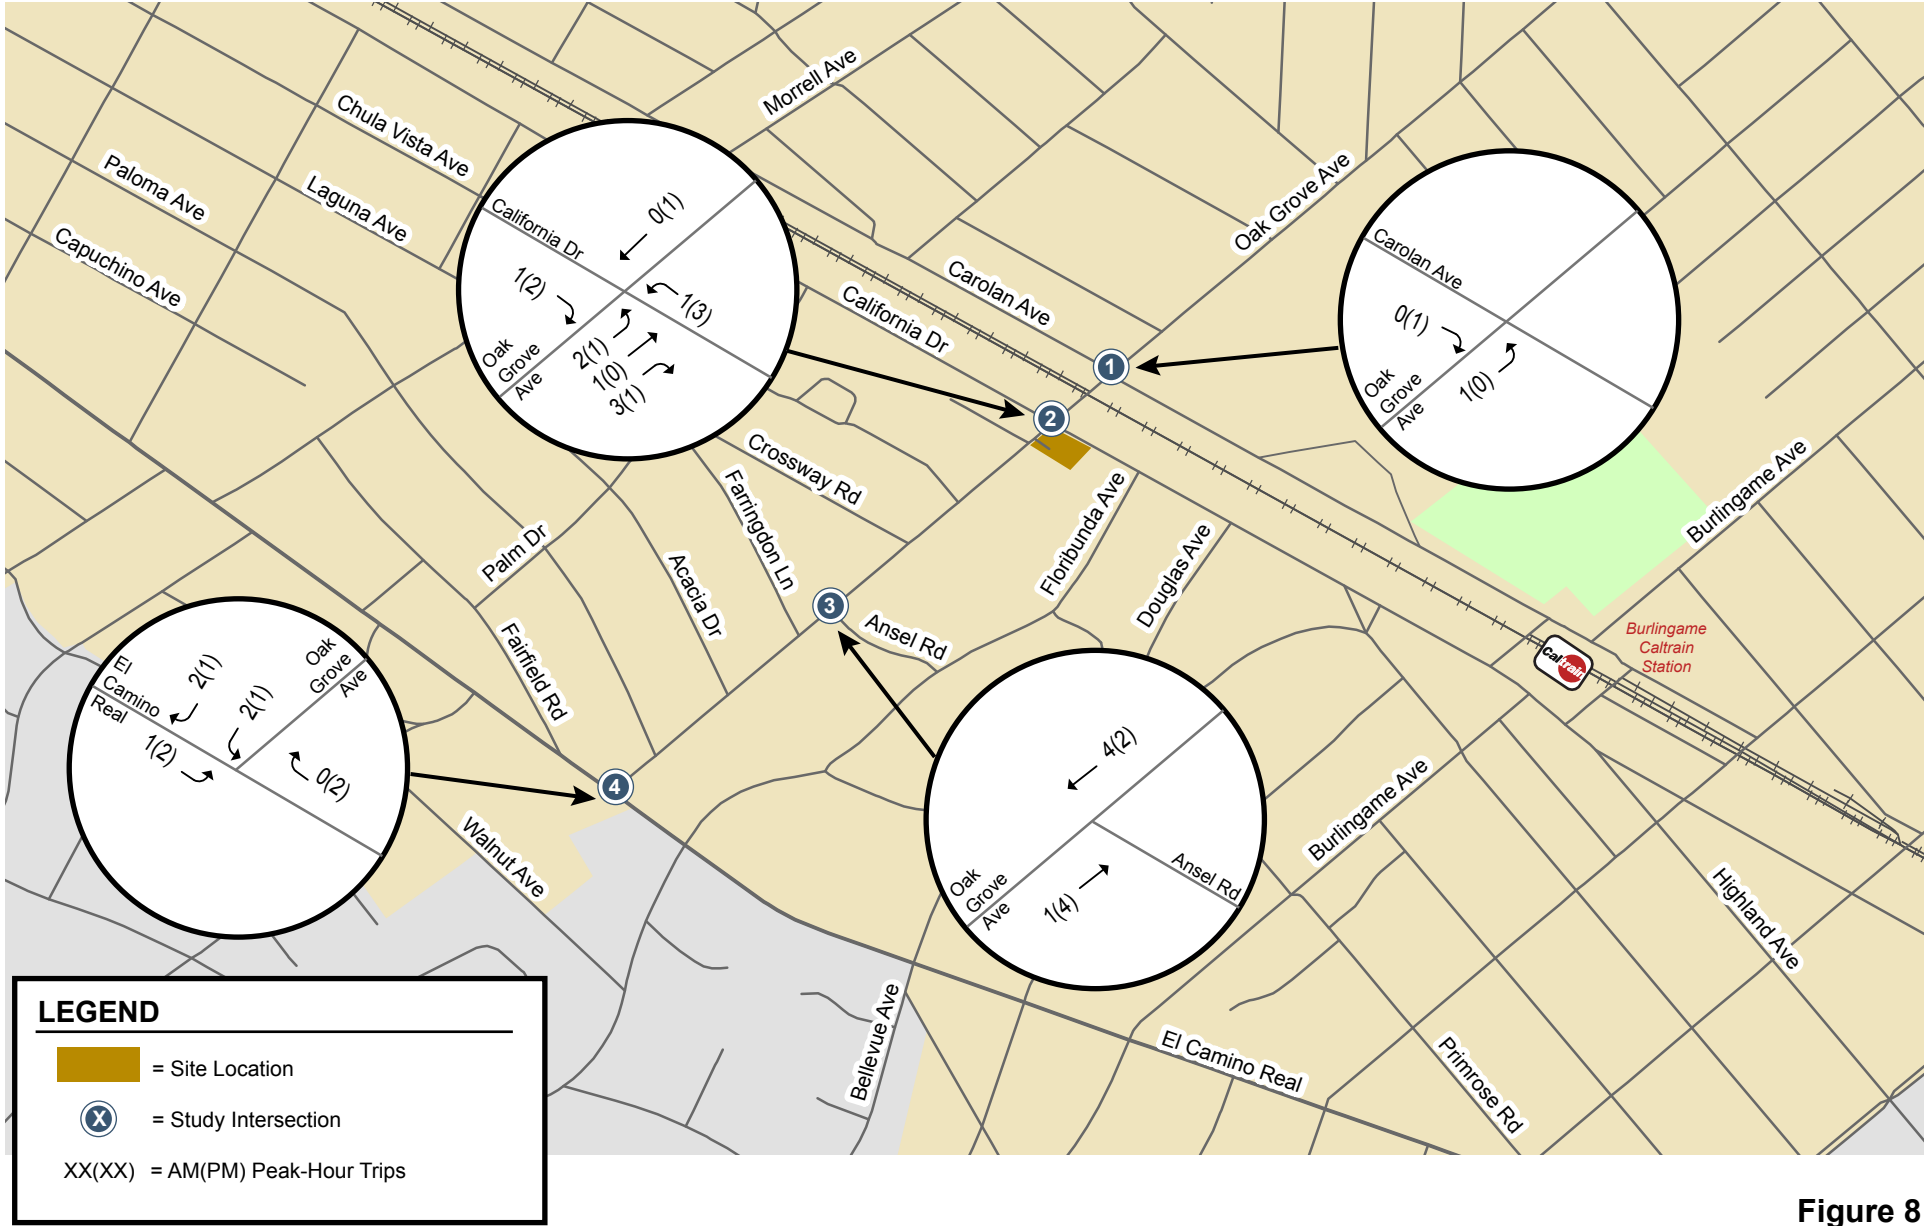 Morrell Ave
Chula Vista Ave
Paloma Ave
Laguna Ave
Capuchino Ave
Oak Grove Ave
Carolan Ave
California Dr
California Dr
0(1)
1(2)
1(3)
2(1)
1(0)
3(1)
Oak
Grove
Ave
Carolan Ave
0(1)
1(0)
Oak
Grove
Ave
1
2
3
4
Crossway Rd
Farringdon Ln
Palm Dr
Acacia Dr
Fairfield Rd
Floribunda Ave
Douglas Ave
Ansel Rd
Burlingame Ave
Burlingame
Caltrain
Station
Caltrain
El
Camino
Real
2(1)
2(1)
1(2)
0(2)
Oak
Grove
Ave
4(2)
1(4)
Oak
Grove
Ave
Ansel Rd
Walnut Ave
Burlingame Ave
Highland Ave
Bellevue Ave
El Camino Real
Primrose Rd
LEGEND
= Site Location
X = Study Intersection
XX(XX) = AM(PM) Peak-Hour Trips
Figure 8